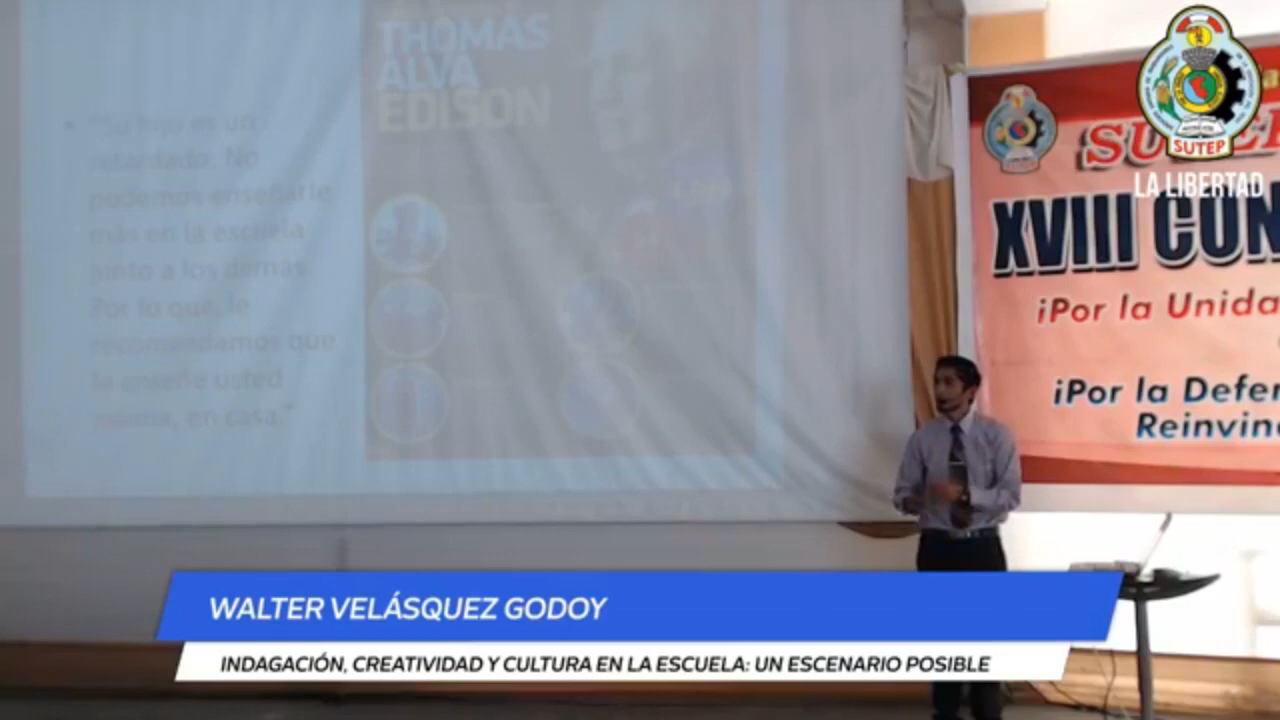 THOMAS
ALVA
EDISON
"Su hijo es un
retardado. No
podemos enseñarle
más en la escuela
junto a los demás.
Por lo que, le
recomendamos que
le enseñe usted
misma, en casa."
SUTEP
LA LIBERTAD
XVIII CON
¡Por la Unida
¡Por la Defen
Reinvin
WALTER VELÁSQUEZ GODOY
INDAGACIÓN, CREATIVIDAD Y CULTURA EN LA ESCUELA: UN ESCENARIO POSIBLE